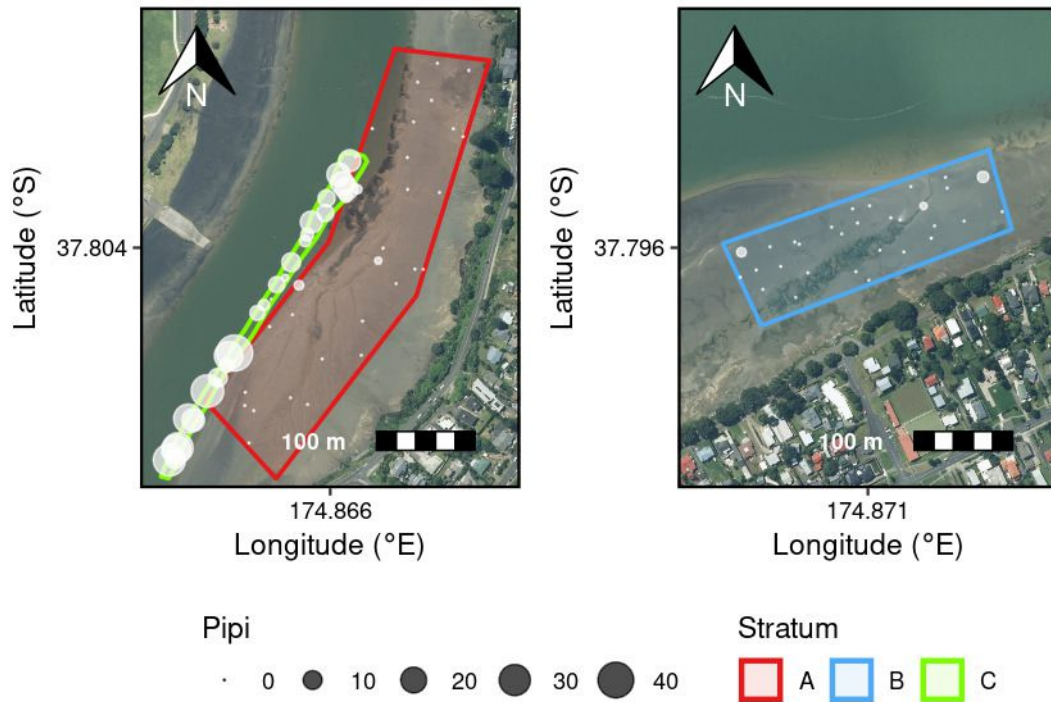 N
N
Latitude (°S)
37.804
100 m
174.866
Longitude (°E)
Latitude (°S)
37.796
100 m
174.871
Longitude (°E)
Pipi
0 10 20 30 40
Stratum
A B C